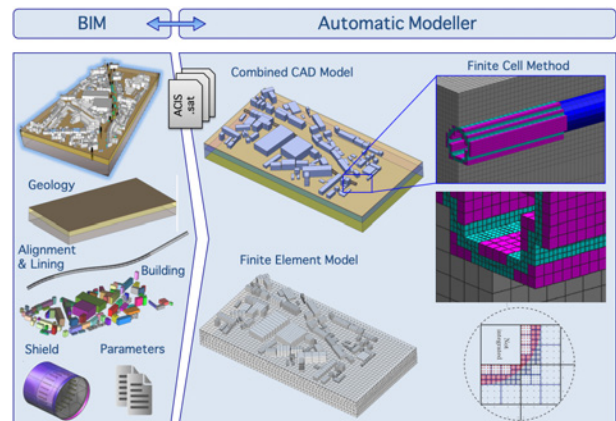 BIM
Automatic Modeller
ACIS
.sat
Combined CAD Model
Finite Cell Method
Geology
Alignment
& Lining
Building
Finite Element Model
Shield
Parameters
Not
integrated